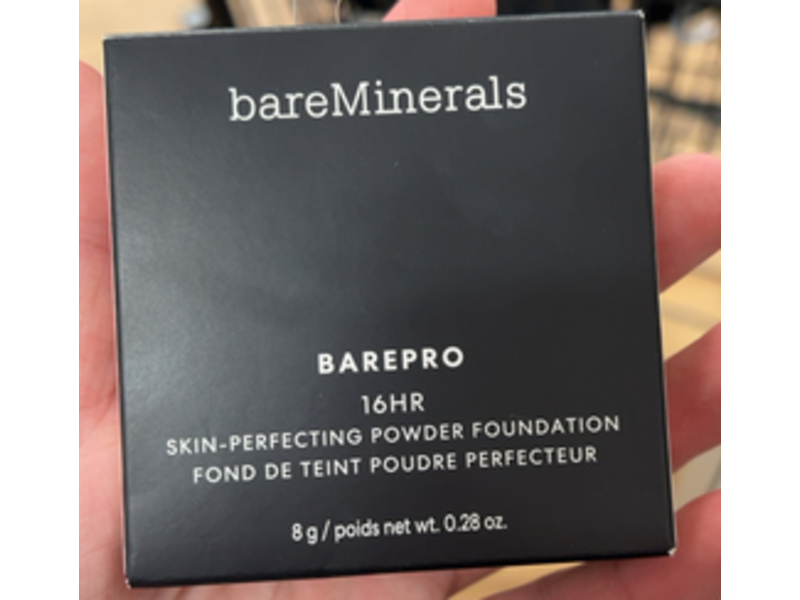 bareMinerals
BAREPRO
16HR
SKIN-PERFECTING POWDER FOUNDATION
FOND DE TEINT POUDRE PERFECTEUR
8 g / poids net wt. 0.28 oz.